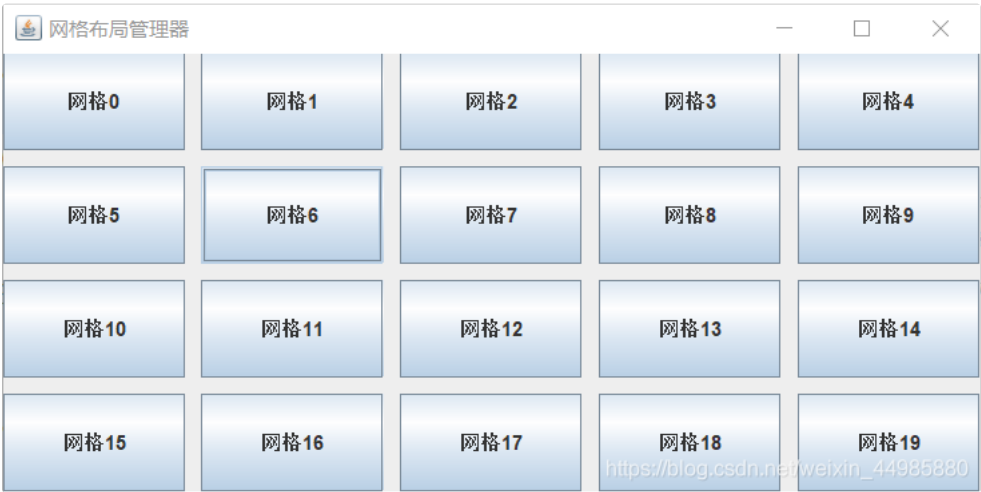 网格布局管理器
网格0 网格1 网格2 网格3 网格4
网格5 网格6 网格7 网格8 网格9
网格10 网格11 网格12 网格13 网格14
网格15 网格16 网格17 网格18 网格19
https://blog.csdn.net/weixin_44985880